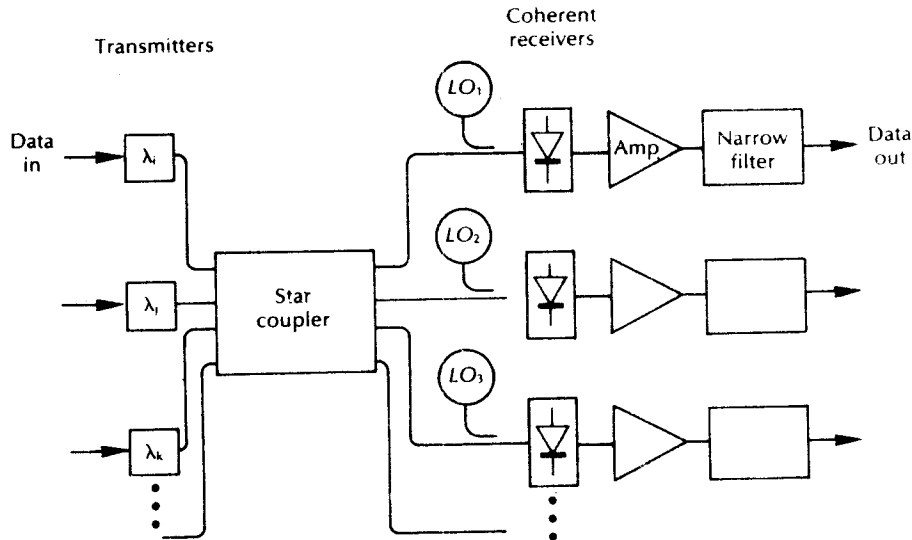 Coherent
receivers
Transmitters
LO₁
Data
in
λᵢ
Amp
Narrow
filter
Data
out
LO₂
λⱼ
Star
coupler
LO₃
λₖ